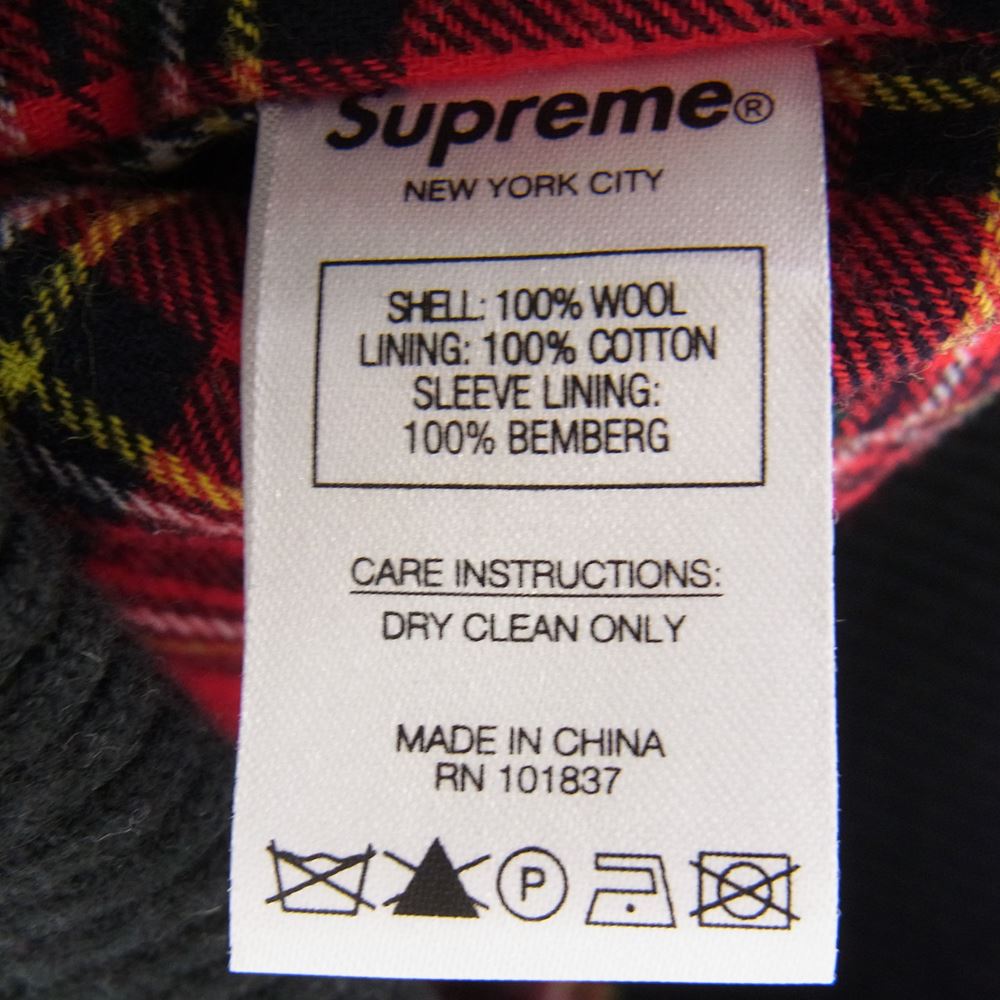 Supreme®
NEW YORK CITY
SHELL: 100% WOOL
LINING: 100% COTTON
SLEEVE LINING:
100% BEMBERG
CARE INSTRUCTIONS:
DRY CLEAN ONLY
MADE IN CHINA
RN 101837
P